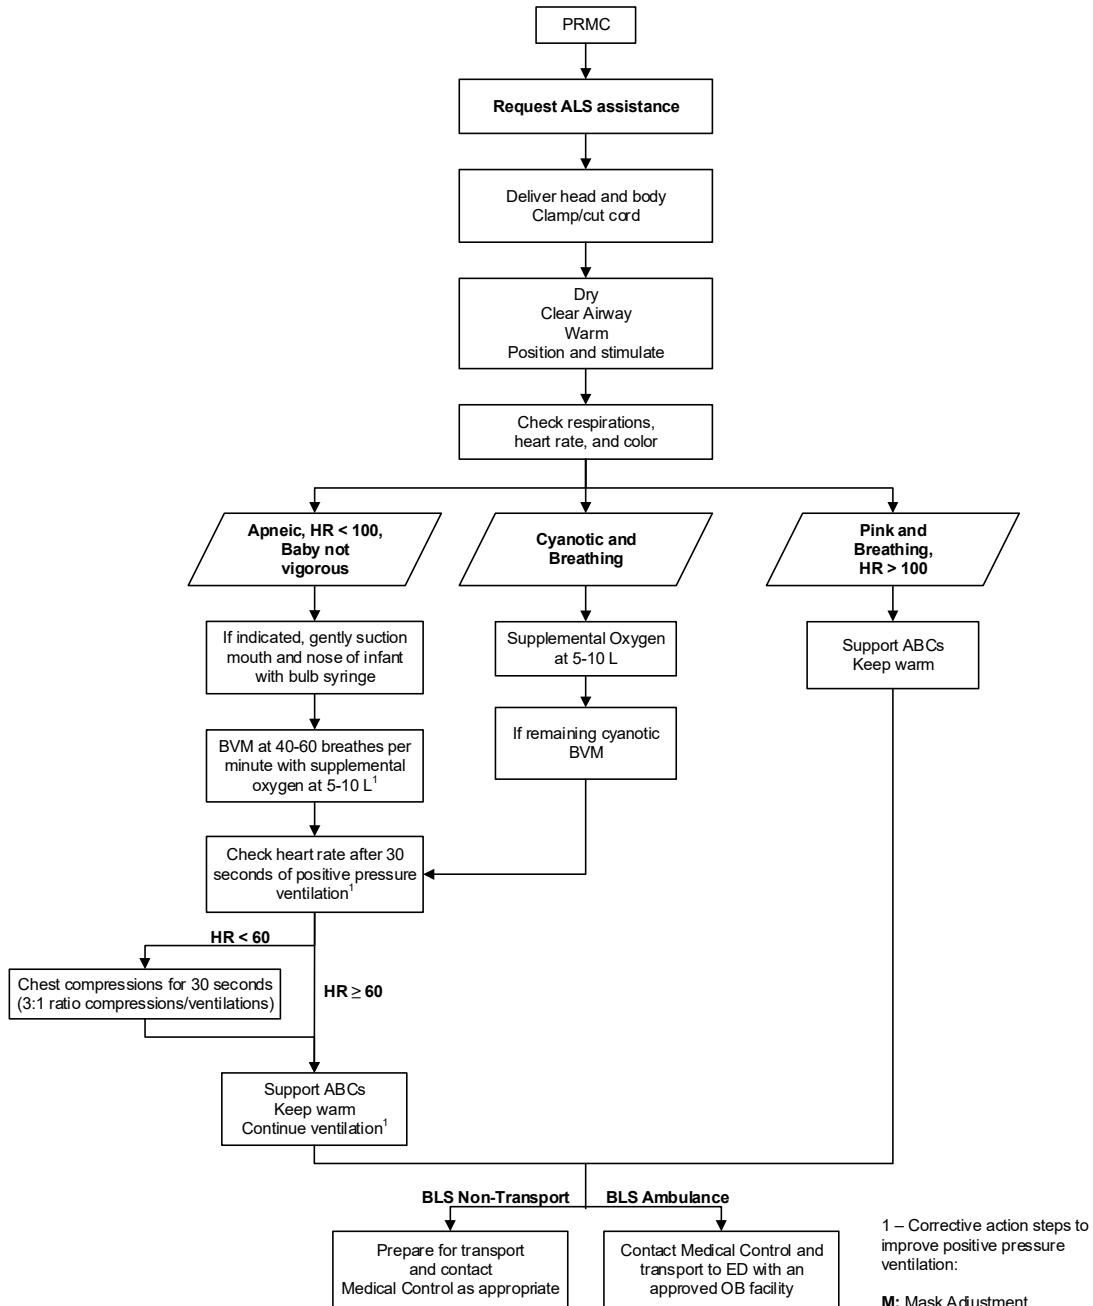 PRMC
Request ALS assistance
Deliver head and body
Clamp/cut cord
Dry
Clear Airway
Warm
Position and stimulate
Check respirations,
heart rate, and color
Apneic, HR < 100,
Baby not
vigorous
Cyanotic and
Breathing
Pink and
Breathing,
HR > 100
If indicated, gently suction
mouth and nose of infant
with bulb syringe
Supplemental Oxygen
at 5-10 L
Support ABCs
Keep warm
BVM at 40-60 breathes per
minute with supplemental
oxygen at 5-10 L¹
If remaining cyanotic
BVM
Check heart rate after 30
seconds of positive pressure
ventilation¹
HR < 60
Chest compressions for 30 seconds
(3:1 ratio compressions/ventilations)
HR ≥ 60
Support ABCs
Keep warm
Continue ventilation¹
BLS Non-Transport
BLS Ambulance
Prepare for transport
and contact
Medical Control as appropriate
Contact Medical Control and
transport to ED with an
approved OB facility
1 – Corrective action steps to
improve positive pressure
ventilation:
M: Mask Adjustment